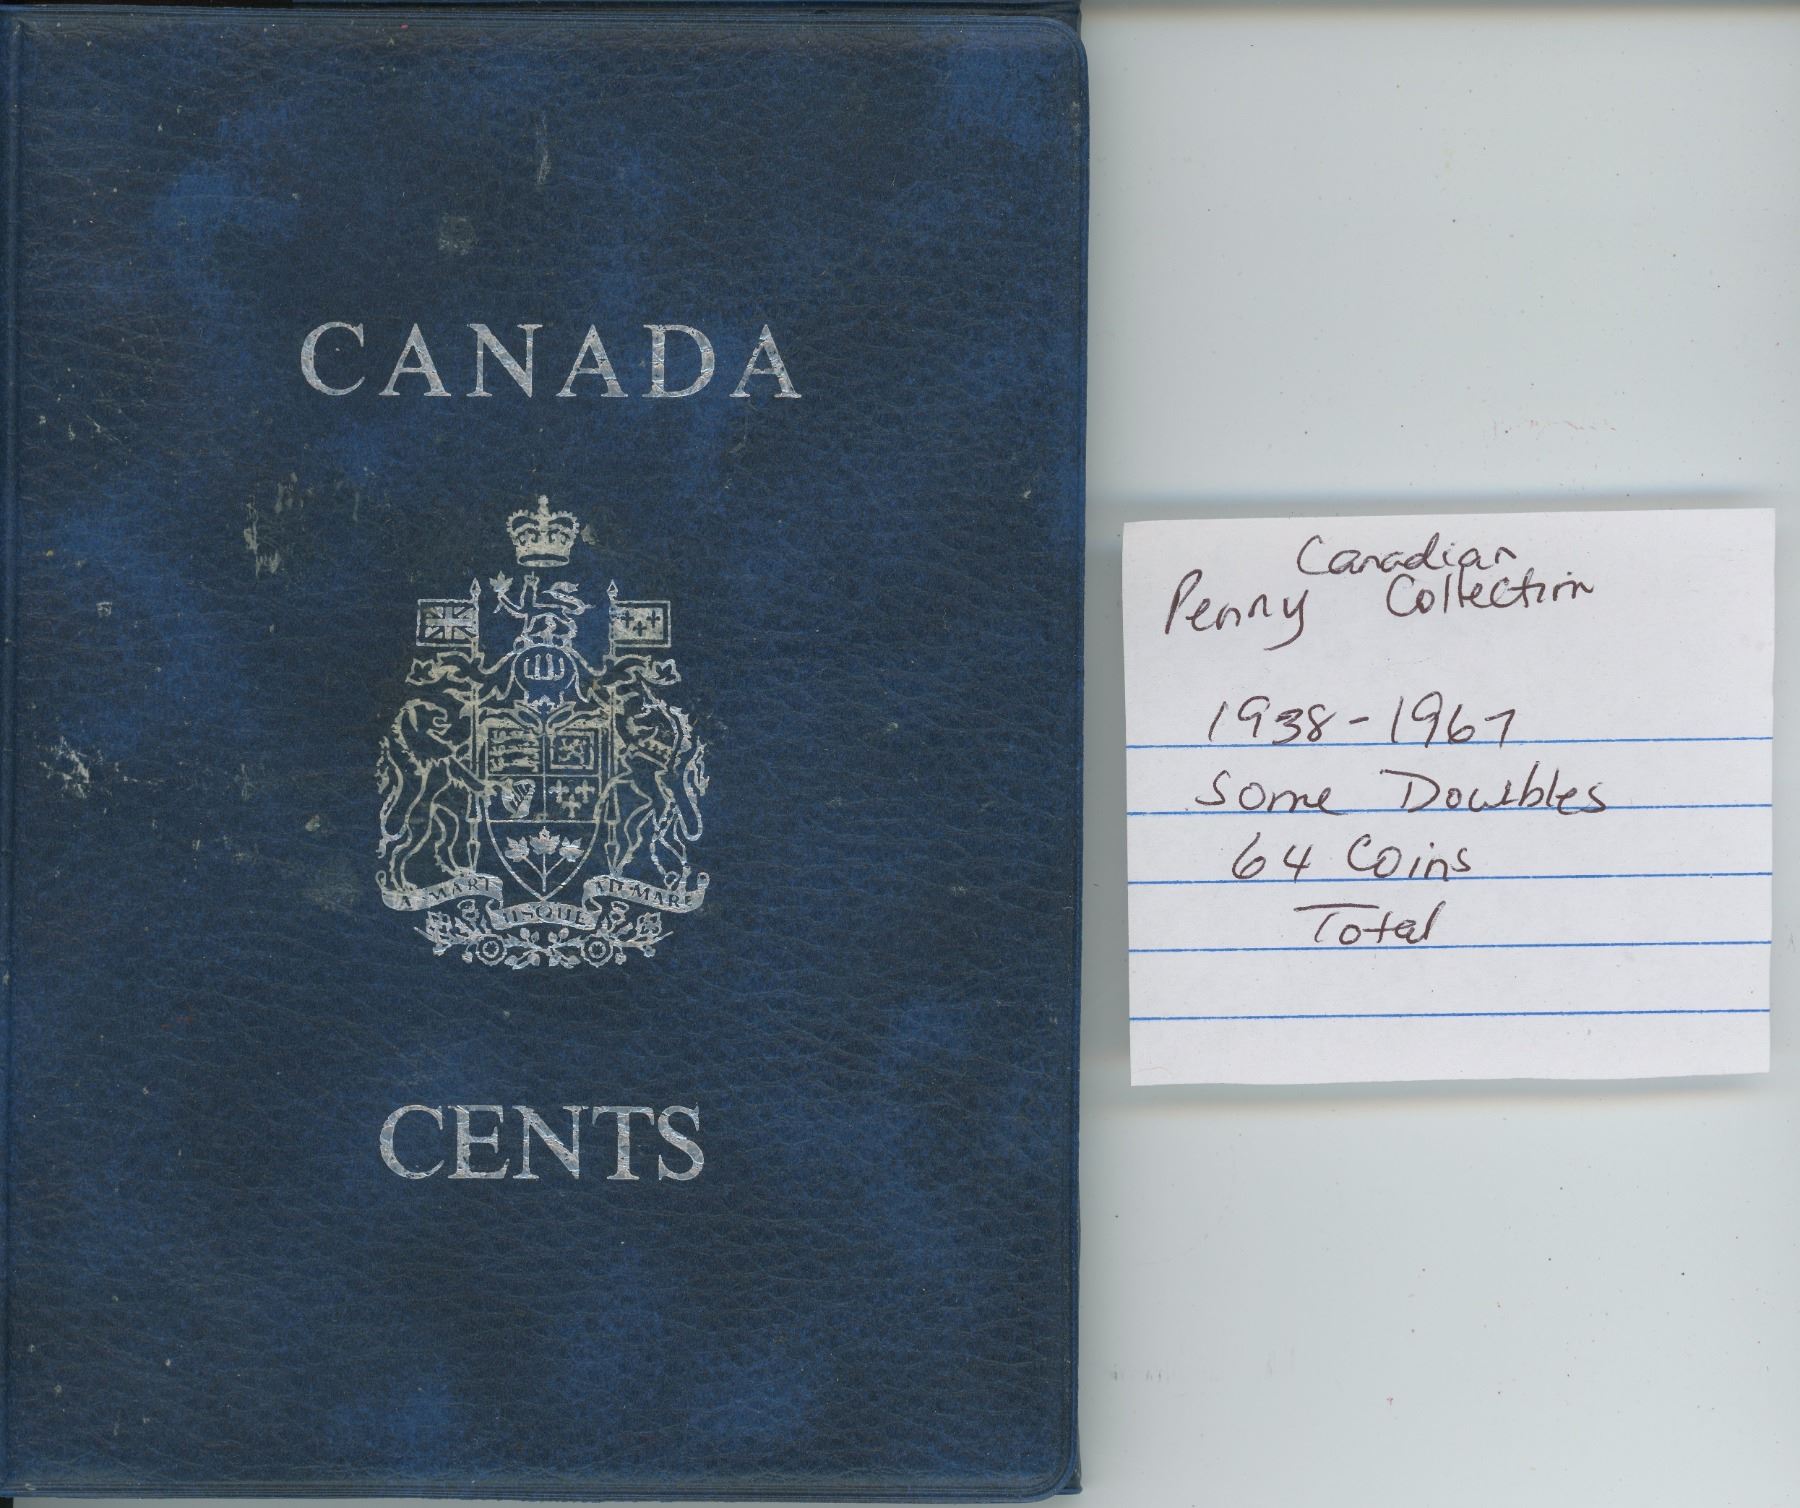 CANADA
A MARI USQUE AD MARE
CENTS
Canadian
Penny Collection
1938-1967
Some Doubles
64 Coins
Total